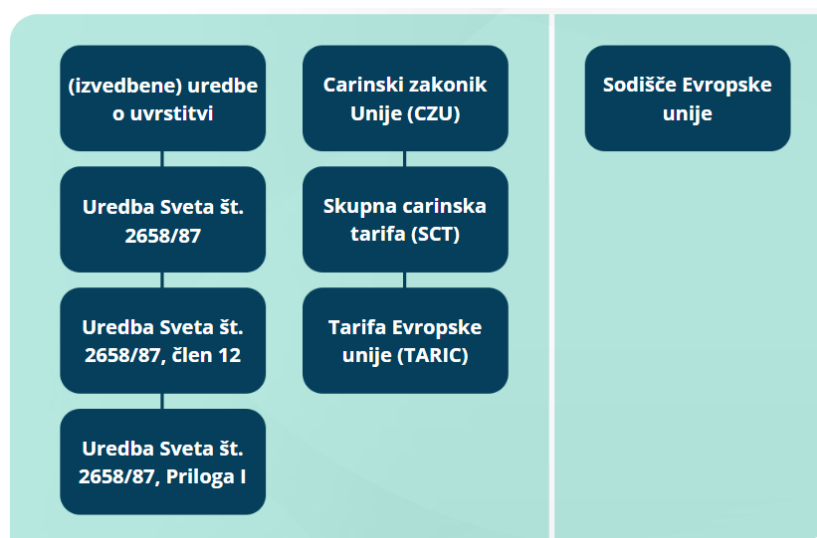 (izvedbene) uredbe
o uvrstitvi
Uredba Sveta št.
2658/87
Uredba Sveta št.
2658/87, člen 12
Uredba Sveta št.
2658/87, Priloga I
Carinski zakonik
Unije (CZU)
Skupna carinska
tarifa (SCT)
Tarifa Evropske
unije (TARIC)
Sodišče Evropske
unije